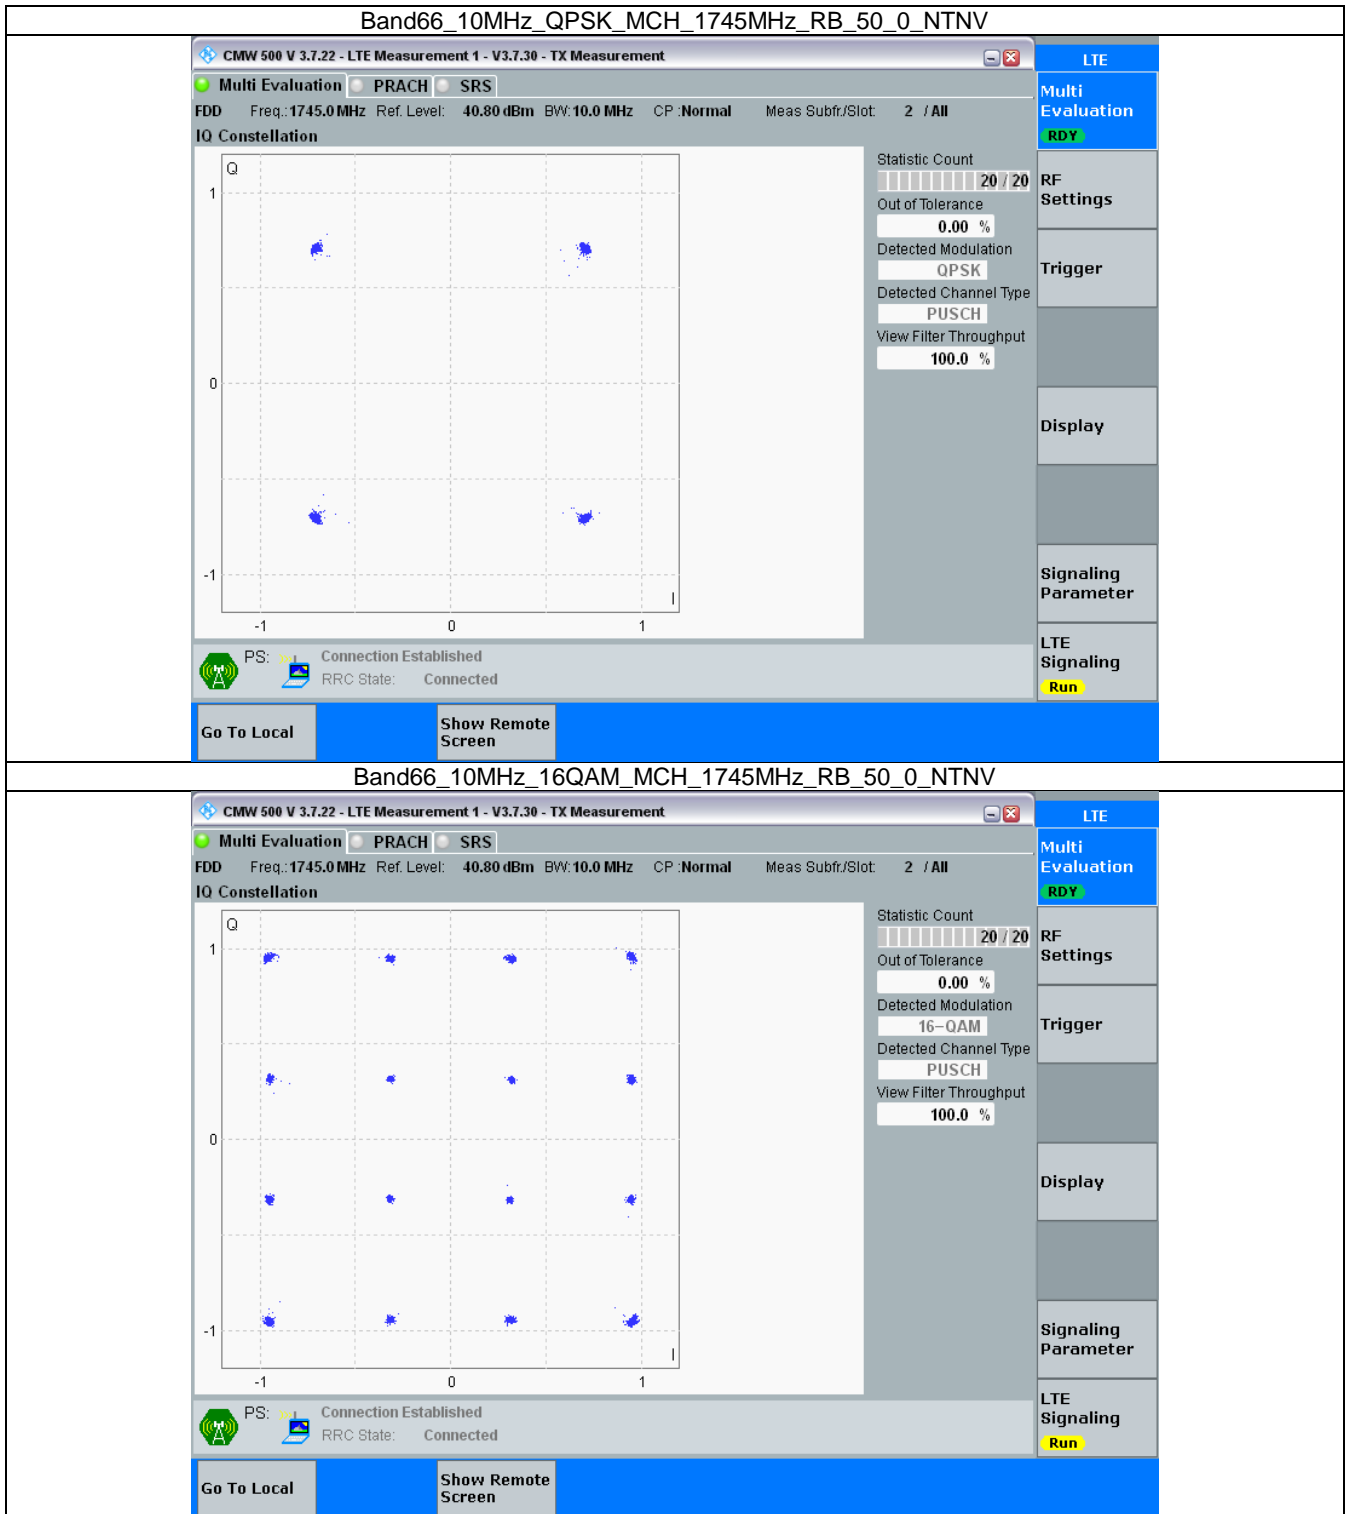 Band66_10MHz_QPSK_MCH_1745MHz_RB_50_0_NTNV
CMW 500 V 3.7.22 - LTE Measurement 1 - V3.7.30 - TX Measurement
LTE
Multi Evaluation PRACH SRS
FDD Freq.: 1745.0 MHz Ref. Level: 40.80 dBm BW: 10.0 MHz CP : Normal Meas Subfr./Slot: 2 / All
IQ Constellation
Q
1
0
-1
I
-1 0 1
Statistic Count
20 / 20
Out of Tolerance
0.00 %
Detected Modulation
QPSK
Detected Channel Type
PUSCH
View Filter Throughput
100.0 %
Multi
Evaluation
RDY
RF
Settings
Trigger
Display
Signaling
Parameter
LTE
Signaling
Run
PS: Connection Established
RRC State: Connected
Go To Local
Show Remote
Screen
Band66_10MHz_16QAM_MCH_1745MHz_RB_50_0_NTNV
CMW 500 V 3.7.22 - LTE Measurement 1 - V3.7.30 - TX Measurement
LTE
Multi Evaluation PRACH SRS
FDD Freq.: 1745.0 MHz Ref. Level: 40.80 dBm BW: 10.0 MHz CP : Normal Meas Subfr./Slot: 2 / All
IQ Constellation
Q
1
0
-1
I
-1 0 1
Statistic Count
20 / 20
Out of Tolerance
0.00 %
Detected Modulation
16-QAM
Detected Channel Type
PUSCH
View Filter Throughput
100.0 %
Multi
Evaluation
RDY
RF
Settings
Trigger
Display
Signaling
Parameter
LTE
Signaling
Run
PS: Connection Established
RRC State: Connected
Go To Local
Show Remote
Screen